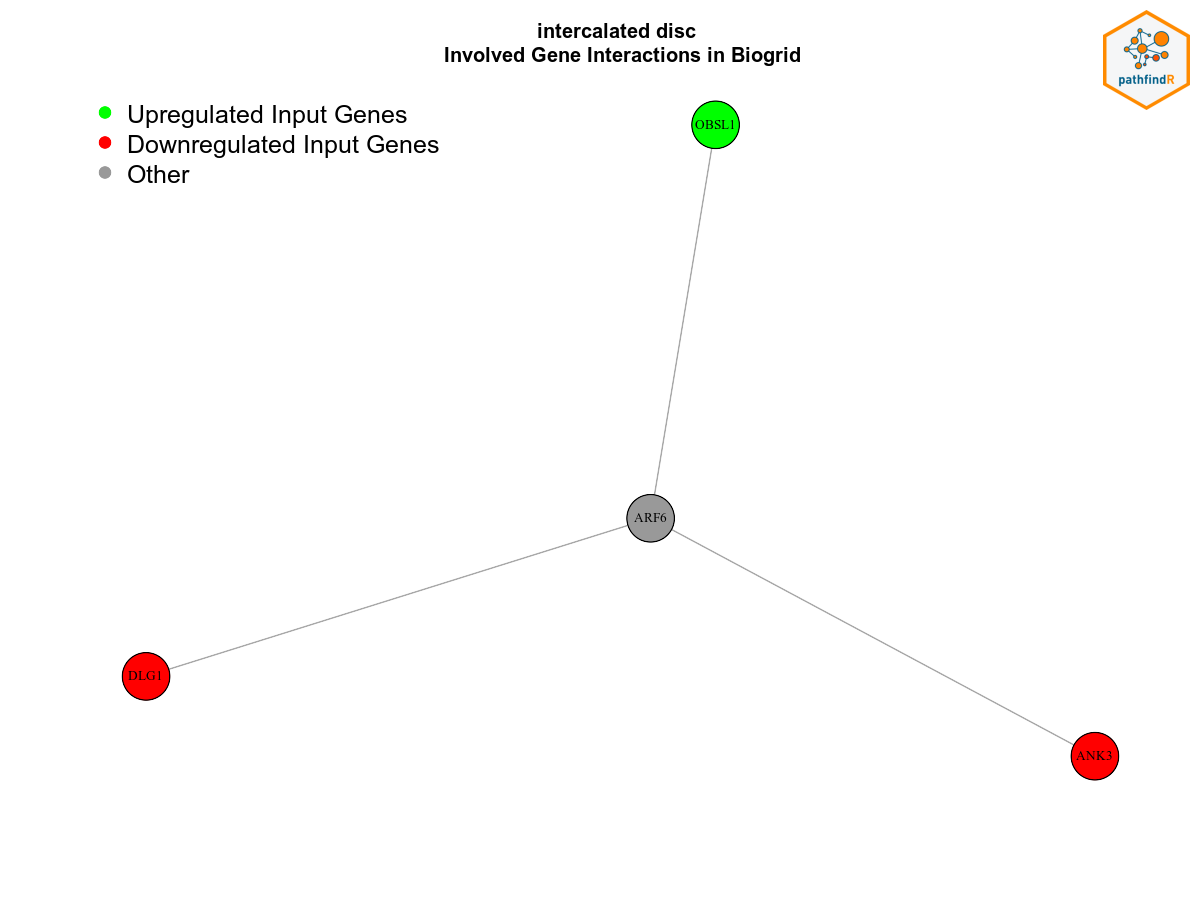 intercalated disc
Involved Gene Interactions in Biogrid
pathfindR
Upregulated Input Genes
Downregulated Input Genes
Other
OBSL1
ARF6
DLG1
ANK3